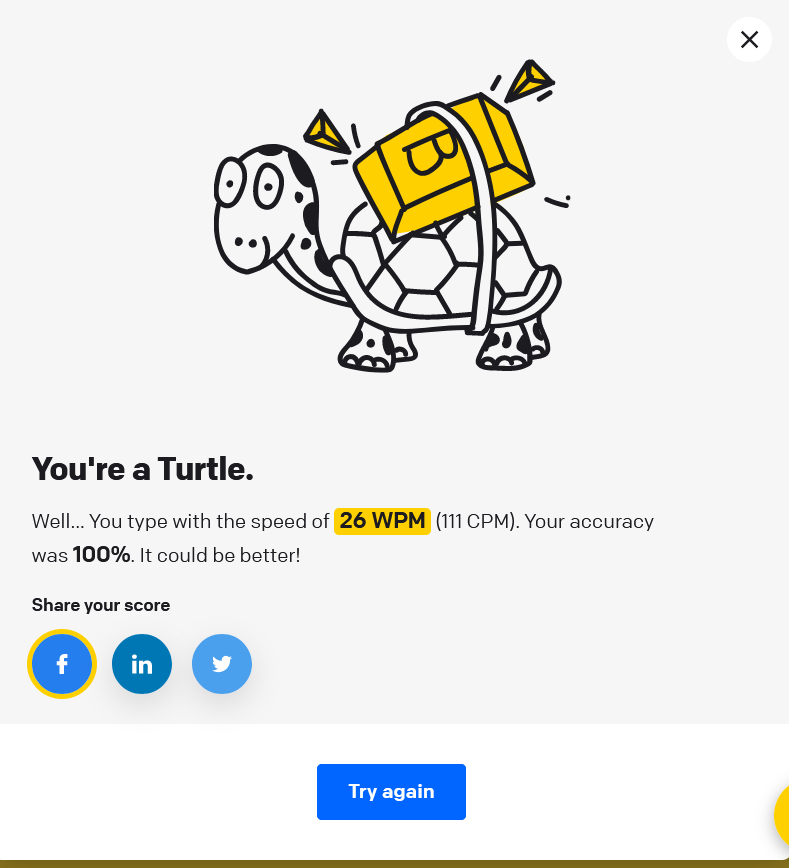 You're a Turtle.
Well... You type with the speed of 26 WPM (111 CPM). Your accuracy
was 100%. It could be better!
Share your score
Try again